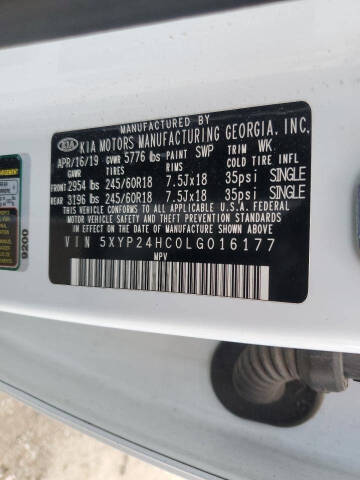 MANUFACTURED BY
KIA KIA MOTORS MANUFACTURING GEORGIA, INC.
APR/16/19 GVWR 5776 lbs PAINT SWP TRIM WK
TIRES RIMS COLD TIRE INFL
FRONT 2954 lbs 245/60R18 7.5Jx18 35psi SINGLE
REAR 3196 lbs 245/60R18 7.5Jx18 35psi SINGLE
THIS VEHICLE CONFORMS TO ALL APPLICABLE U.S.A. FEDERAL
MOTOR VEHICLE SAFETY AND THEFT PREVENTION STANDARDS
IN EFFECT ON THE DATE OF MANUFACTURE SHOWN ABOVE.
VIN 5XYP24HC0LG016177
MPV
9200